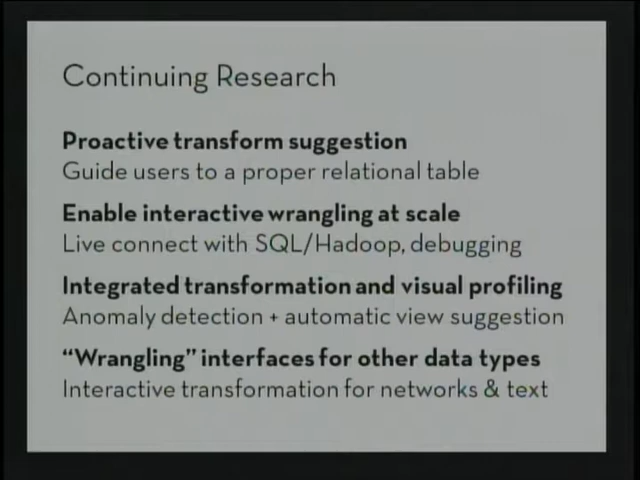 Continuing Research
Proactive transform suggestion
Guide users to a proper relational table
Enable interactive wrangling at scale
Live connect with SQL/Hadoop, debugging
Integrated transformation and visual profiling
Anomaly detection + automatic view suggestion
“Wrangling” interfaces for other data types
Interactive transformation for networks & text